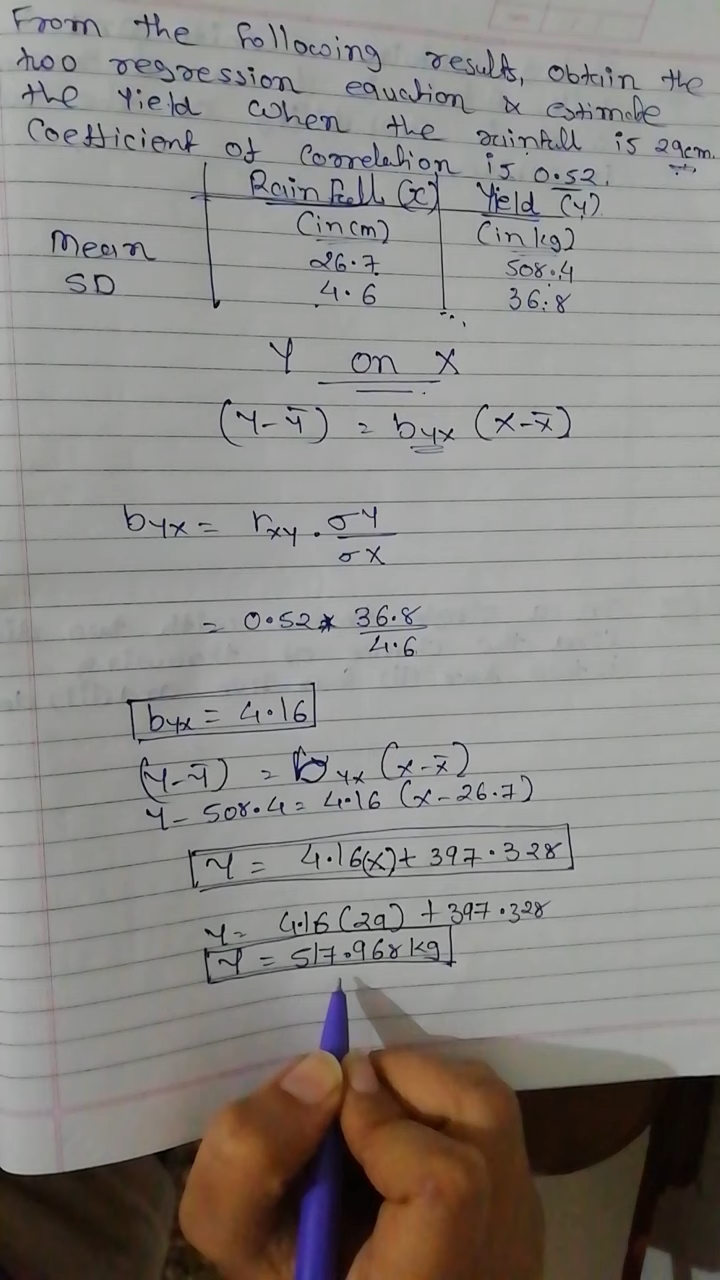 From the following results, obtain the
two regression equation & estimate
the Yield when the rainfall is 29cm.
Coefficient of Correlation is 0.52.
Rainfall (X) Yield (Y)
(in cm) (in kg)
Mean 26.7 508.4
SD 4.6 36.8
Y on X
(Y-Ȳ) = byx (X-X̄)
byx = rxy . σY/σX
= 0.52 * 36.8/4.6
byx = 4.16
(Y-Ȳ) = byx (x-x̄)
Y - 508.4 = 4.16 (x-26.7)
Y = 4.16(x) + 397.328
Y = 4.16 (29) + 397.328
Y = 517.968 kg